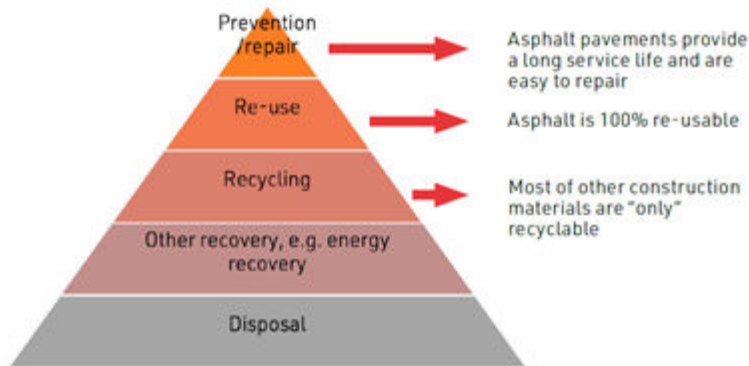 Prevention
/repair
Asphalt pavements provide
a long service life and are
easy to repair
Re-use
Asphalt is 100% re-usable
Recycling
Most of other construction
materials are "only"
recyclable
Other recovery, e.g. energy
recovery
Disposal